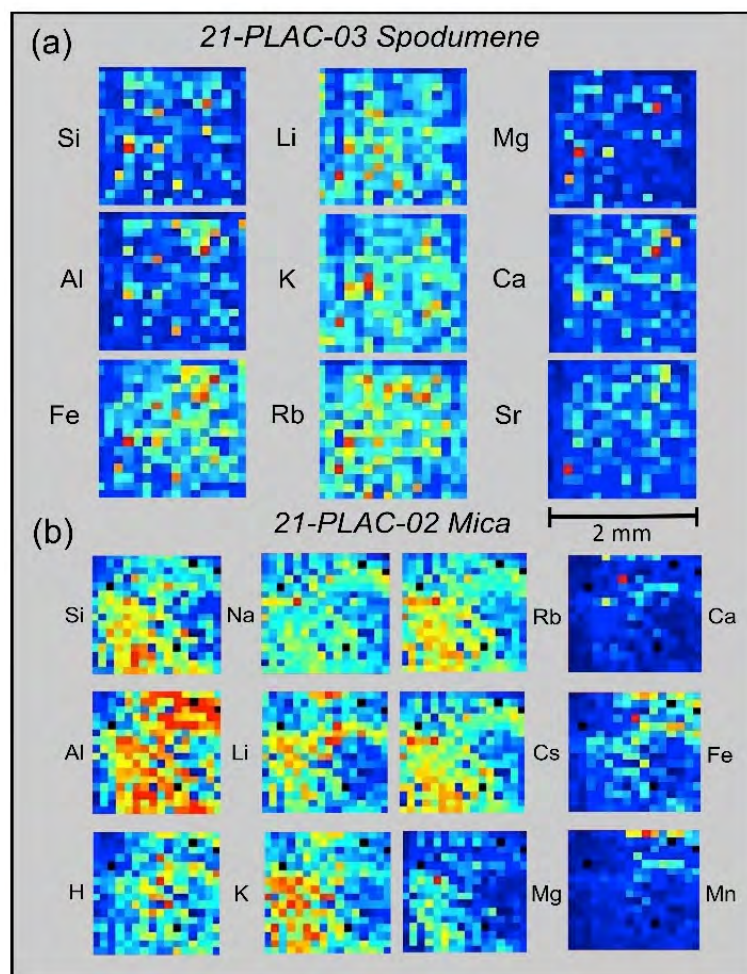 (a) 21-PLAC-03 Spodumene
Si Li Mg
Al K Ca
Fe Rb Sr
2 mm
(b) 21-PLAC-02 Mica
Si Na Rb Ca
Al Li Cs Fe
H K Mg Mn